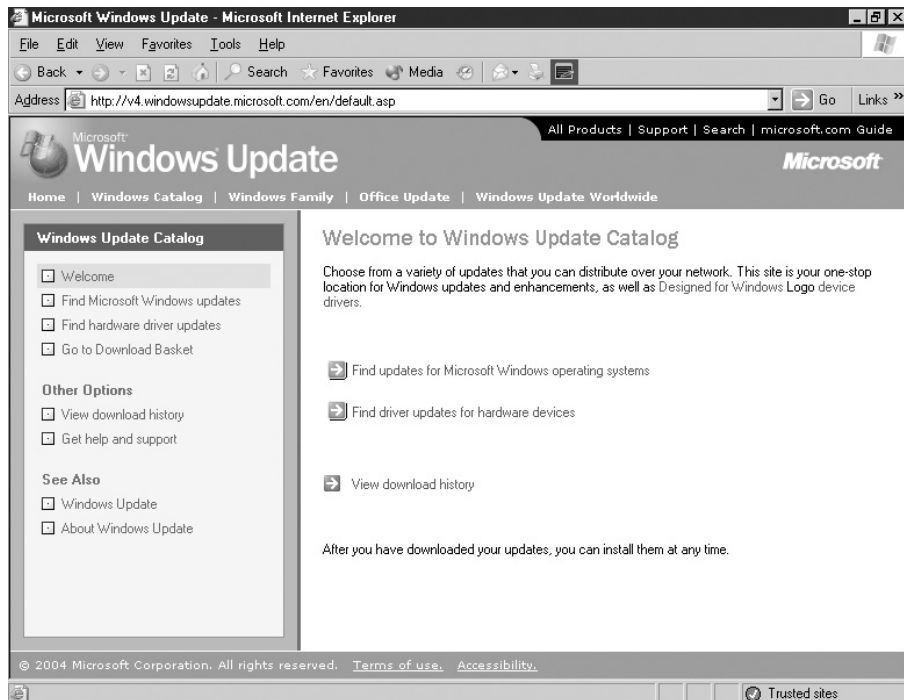 Microsoft Windows Update - Microsoft Internet Explorer
File Edit View Favorites Tools Help
Back Search Favorites Media
Address http://v4.windowsupdate.microsoft.com/en/default.asp Go Links »
All Products | Support | Search | microsoft.com Guide
Microsoft
Windows Update
Microsoft
Home | Windows Catalog | Windows Family | Office Update | Windows Update Worldwide
Windows Update Catalog
Welcome
Find Microsoft Windows updates
Find hardware driver updates
Go to Download Basket
Other Options
View download history
Get help and support
See Also
Windows Update
About Windows Update
Welcome to Windows Update Catalog
Choose from a variety of updates that you can distribute over your network. This site is your one-stop
location for Windows updates and enhancements, as well as Designed for Windows Logo device
drivers.
Find updates for Microsoft Windows operating systems
Find driver updates for hardware devices
View download history
After you have downloaded your updates, you can install them at any time.
© 2004 Microsoft Corporation. All rights reserved. Terms of use. Accessibility.
Trusted sites